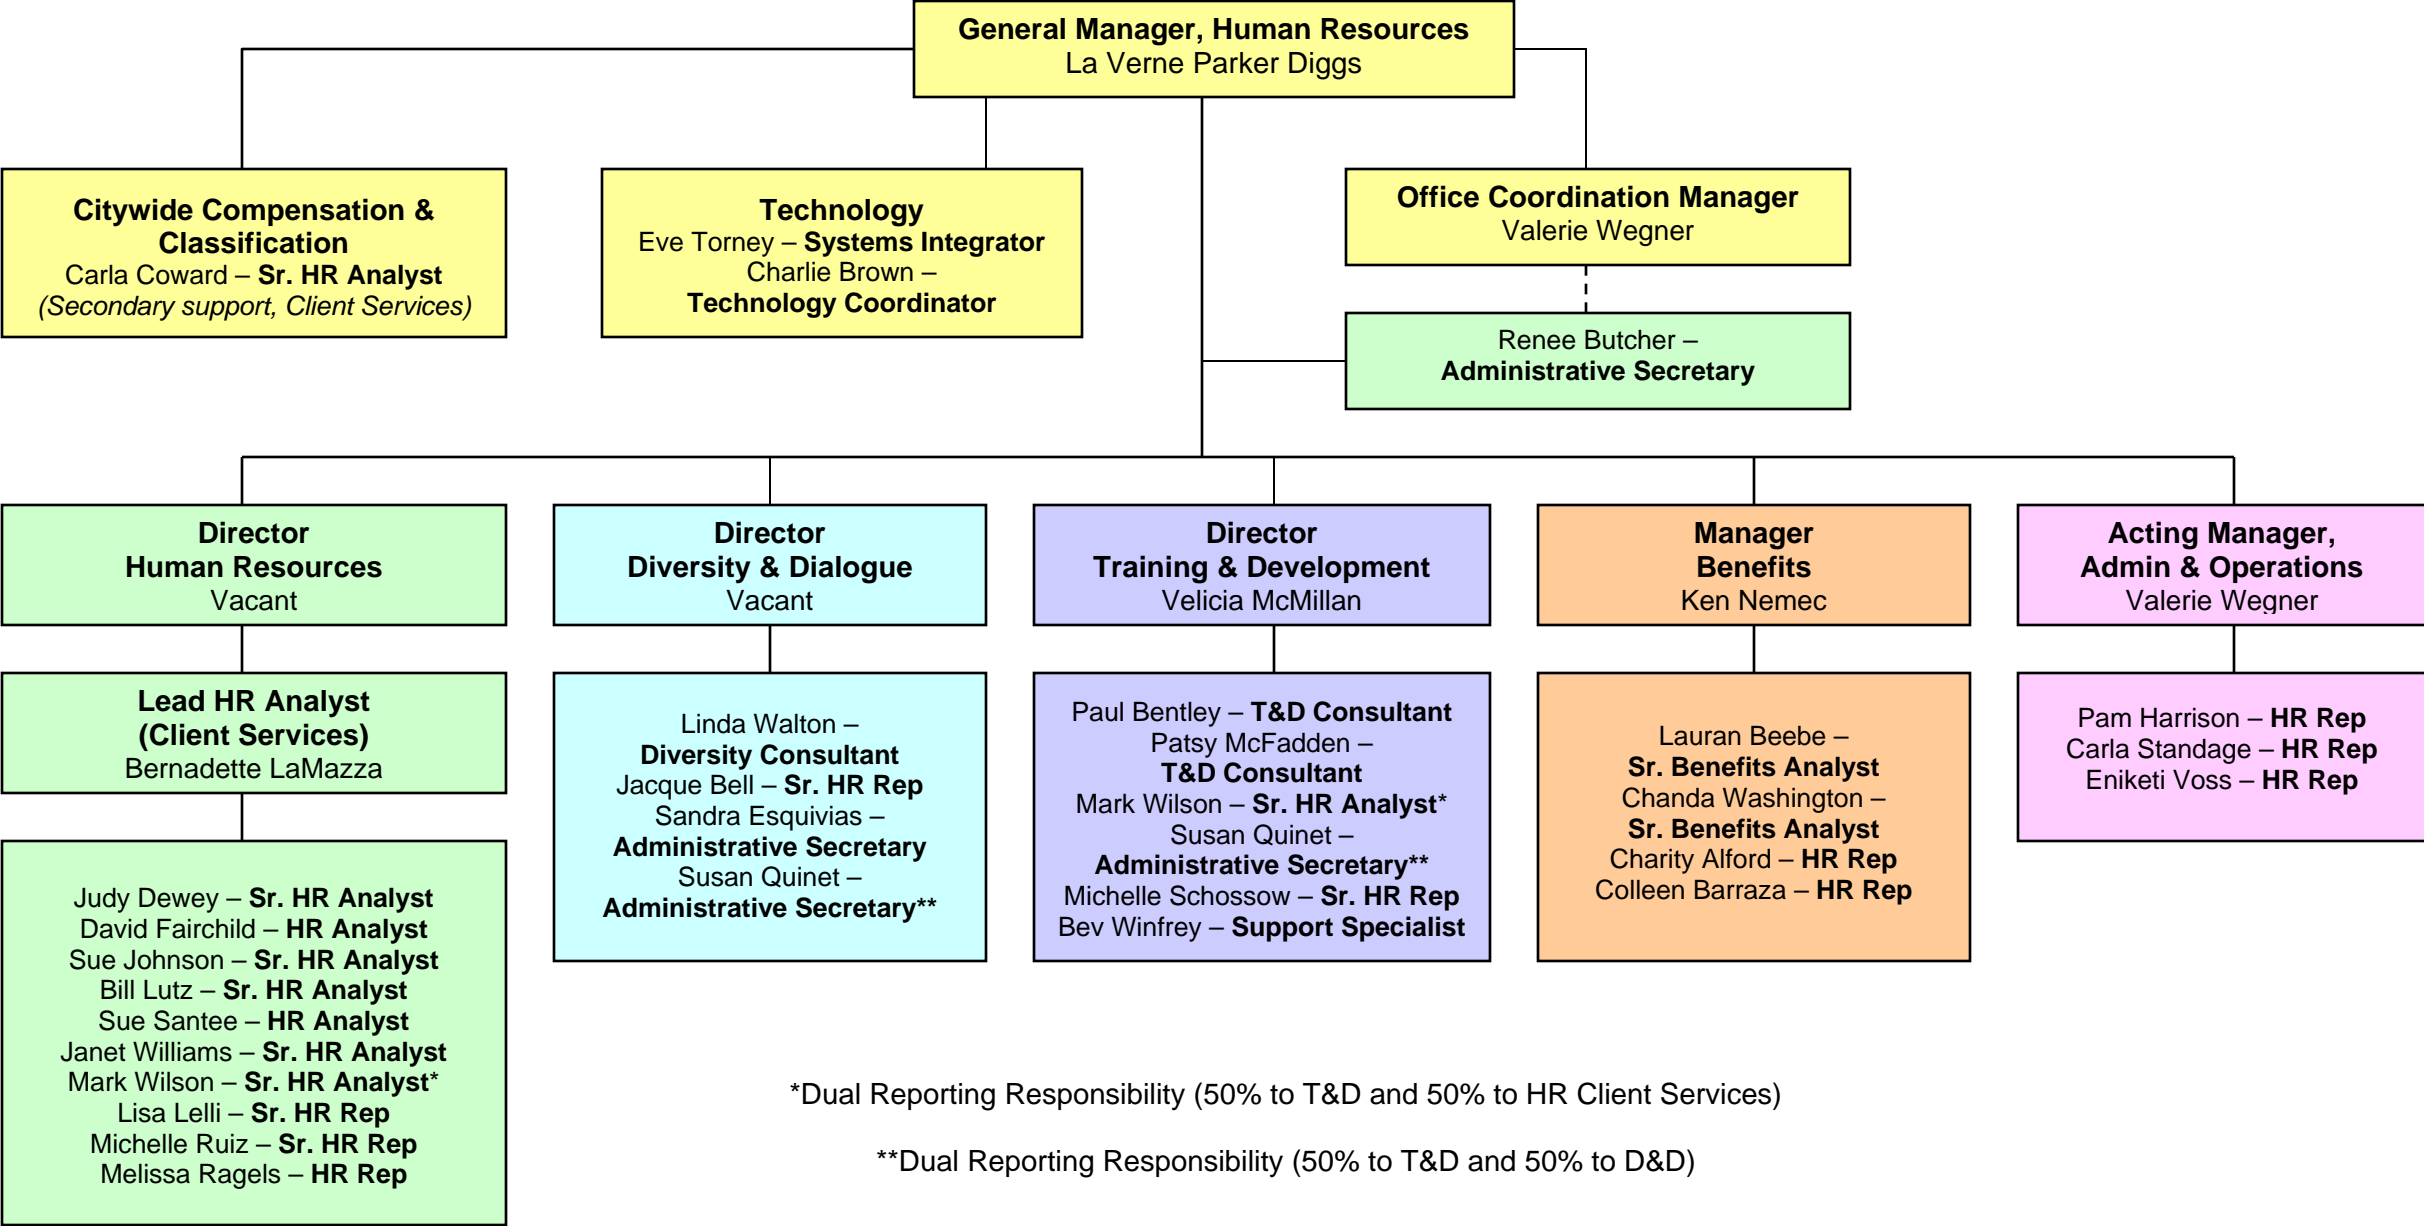 General Manager, Human Resources
La Verne Parker Diggs
Citywide Compensation &
Classification
Carla Coward – Sr. HR Analyst
(Secondary support, Client Services)
Technology
Eve Torney – Systems Integrator
Charlie Brown –
Technology Coordinator
Office Coordination Manager
Valerie Wegner
Renee Butcher –
Administrative Secretary
Director
Human Resources
Vacant
Director
Diversity & Dialogue
Vacant
Director
Training & Development
Velicia McMillan
Manager
Benefits
Ken Nemec
Acting Manager,
Admin & Operations
Valerie Wegner
Lead HR Analyst
(Client Services)
Bernadette LaMazza
Linda Walton –
Diversity Consultant
Jacque Bell – Sr. HR Rep
Sandra Esquivias –
Administrative Secretary
Susan Quinet –
Administrative Secretary**
Paul Bentley – T&D Consultant
Patsy McFadden –
T&D Consultant
Mark Wilson – Sr. HR Analyst*
Susan Quinet –
Administrative Secretary**
Michelle Schossow – Sr. HR Rep
Bev Winfrey – Support Specialist
Lauran Beebe –
Sr. Benefits Analyst
Chanda Washington –
Sr. Benefits Analyst
Charity Alford – HR Rep
Colleen Barraza – HR Rep
Pam Harrison – HR Rep
Carla Standage – HR Rep
Eniketi Voss – HR Rep
Judy Dewey – Sr. HR Analyst
David Fairchild – HR Analyst
Sue Johnson – Sr. HR Analyst
Bill Lutz – Sr. HR Analyst
Sue Santee – HR Analyst
Janet Williams – Sr. HR Analyst
Mark Wilson – Sr. HR Analyst*
Lisa Lelli – Sr. HR Rep
Michelle Ruiz – Sr. HR Rep
Melissa Ragels – HR Rep
*Dual Reporting Responsibility (50% to T&D and 50% to HR Client Services)
**Dual Reporting Responsibility (50% to T&D and 50% to D&D)